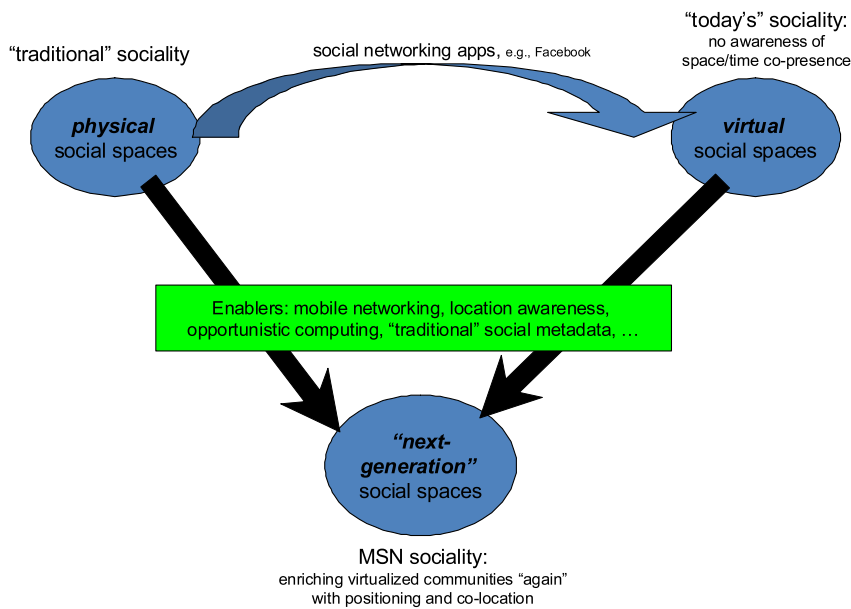 “traditional” sociality
social networking apps, e.g., Facebook
“today’s” sociality:
no awareness of
space/time co-presence
physical
social spaces
virtual
social spaces
Enablers: mobile networking, location awareness,
opportunistic computing, “traditional” social metadata, …
“next-
generation”
social spaces
MSN sociality:
enriching virtualized communities “again”
with positioning and co-location